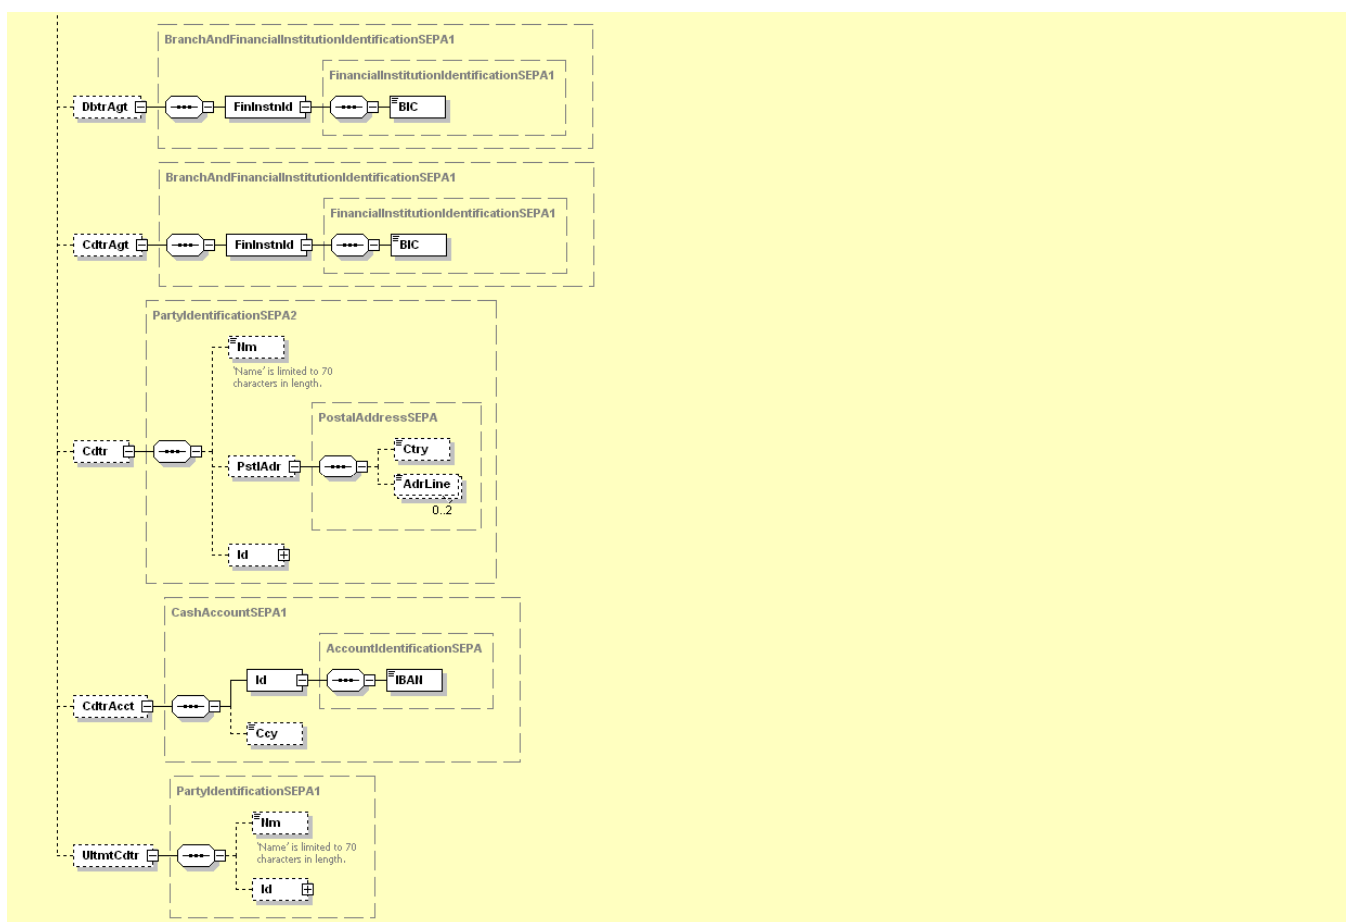 BranchAndFinancialInstitutionIdentificationSEPA1
FinancialInstitutionIdentificationSEPA1
DbtrAgt
FinInstnId
BIC
BranchAndFinancialInstitutionIdentificationSEPA1
FinancialInstitutionIdentificationSEPA1
CdtrAgt
FinInstnId
BIC
PartyIdentificationSEPA2
Nm
'Name' is limited to 70
characters in length.
PostalAddressSEPA
Ctry
Cdtr
PstlAdr
AdrLine
0..2
Id
CashAccountSEPA1
AccountIdentificationSEPA
Id
IBAN
CdtrAcct
Ccy
PartyIdentificationSEPA1
Nm
'Name' is limited to 70
characters in length.
UltmtCdtr
Id